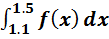 ∫_{1.1}^{1.5} f(x) dx